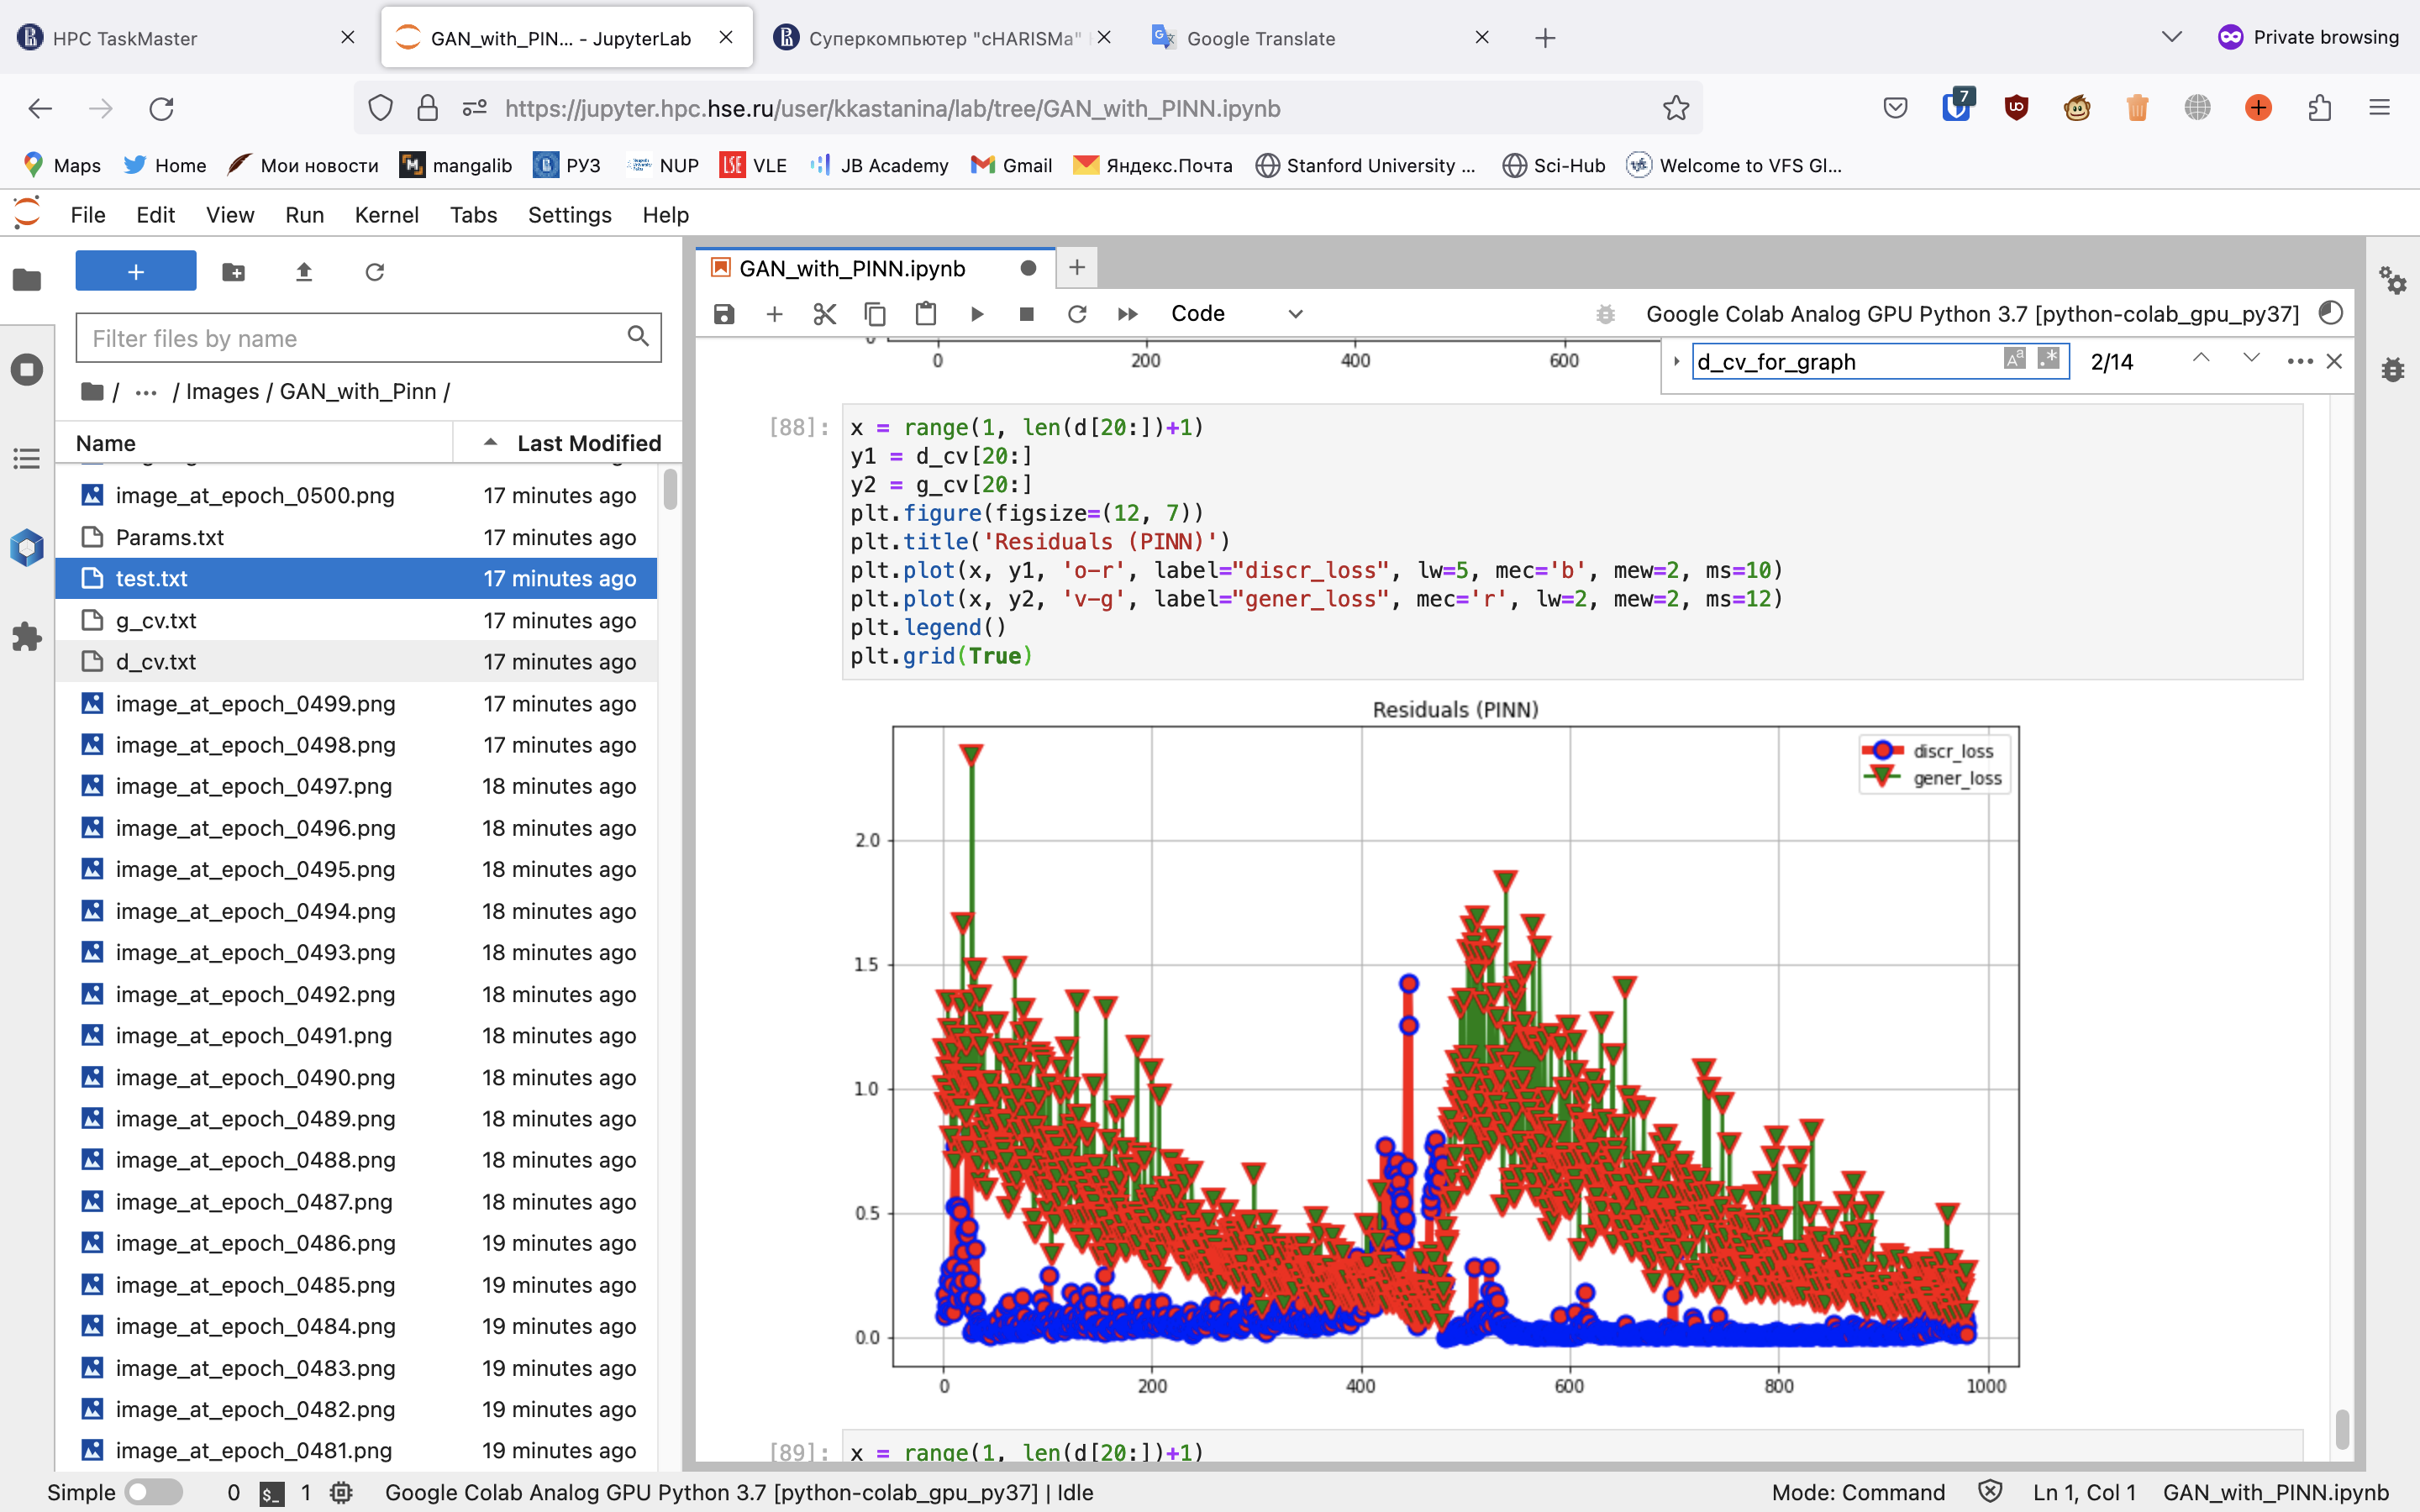 HPC TaskMaster
GAN_with_PIN... - JupyterLab
Суперкомпьютер "cHARISMa"
Google Translate
Private browsing
https://jupyter.hpc.hse.ru/user/kkastanina/lab/tree/GAN_with_PINN.ipynb
7
Maps
Home
Мои новости
mangalib
РУЗ
NUP
LSE VLE
JB Academy
Gmail
Яндекс.Почта
Stanford University ...
Sci-Hub
Welcome to VFS Gl...
File Edit View Run Kernel Tabs Settings Help
GAN_with_PINN.ipynb
Filter files by name
/ ··· / Images / GAN_with_Pinn /
Name Last Modified
image_at_epoch_0500.png 17 minutes ago
Params.txt 17 minutes ago
test.txt 17 minutes ago
g_cv.txt 17 minutes ago
d_cv.txt 17 minutes ago
image_at_epoch_0499.png 17 minutes ago
image_at_epoch_0498.png 17 minutes ago
image_at_epoch_0497.png 18 minutes ago
image_at_epoch_0496.png 18 minutes ago
image_at_epoch_0495.png 18 minutes ago
image_at_epoch_0494.png 18 minutes ago
image_at_epoch_0493.png 18 minutes ago
image_at_epoch_0492.png 18 minutes ago
image_at_epoch_0491.png 18 minutes ago
image_at_epoch_0490.png 18 minutes ago
image_at_epoch_0489.png 18 minutes ago
image_at_epoch_0488.png 18 minutes ago
image_at_epoch_0487.png 18 minutes ago
image_at_epoch_0486.png 19 minutes ago
image_at_epoch_0485.png 19 minutes ago
image_at_epoch_0484.png 19 minutes ago
image_at_epoch_0483.png 19 minutes ago
image_at_epoch_0482.png 19 minutes ago
image_at_epoch_0481.png 19 minutes ago
Code
Google Colab Analog GPU Python 3.7 [python-colab_gpu_py37]
0 200 400 600
d_cv_for_graph
2/14
[88]:
x = range(1, len(d[20:])+1)
y1 = d_cv[20:]
y2 = g_cv[20:]
plt.figure(figsize=(12, 7))
plt.title('Residuals (PINN)')
plt.plot(x, y1, 'o-r', label="discr_loss", lw=5, mec='b', mew=2, ms=10)
plt.plot(x, y2, 'v-g', label="gener_loss", mec='r', lw=2, mew=2, ms=12)
plt.legend()
plt.grid(True)
Residuals (PINN)
discr_loss
gener_loss
2.0
1.5
1.0
0.5
0.0
0 200 400 600 800 1000
[89]:
x = range(1, len(d[20:])+1)
Simple
0
1
Google Colab Analog GPU Python 3.7 [python-colab_gpu_py37] | Idle
Mode: Command
Ln 1, Col 1
GAN_with_PINN.ipynb